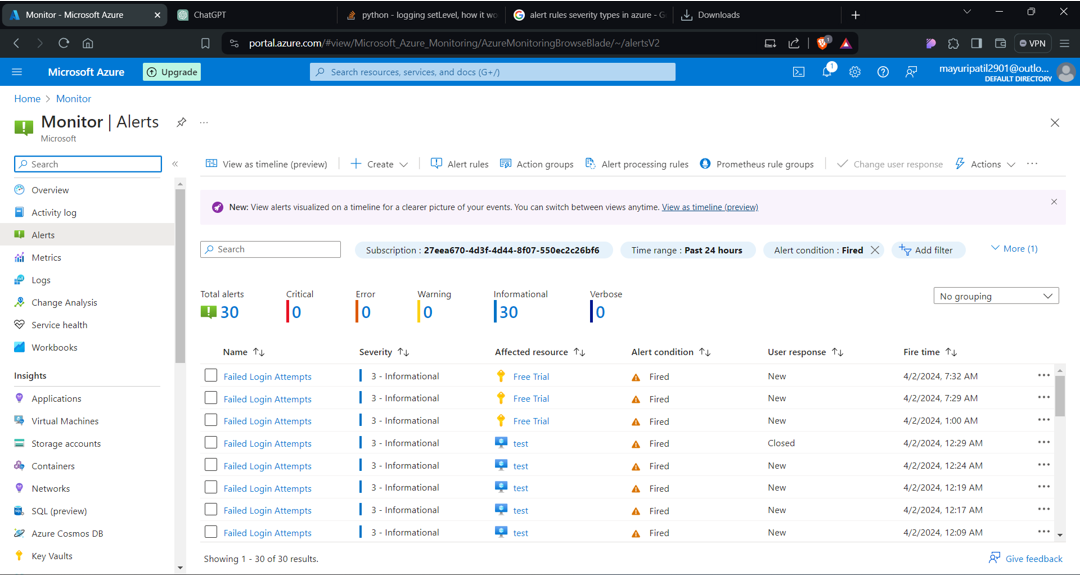 Monitor - Microsoft Azure
ChatGPT
python - logging setLevel, how it wo
alert rules severity types in azure - G
Downloads
portal.azure.com/#view/Microsoft_Azure_Monitoring/AzureMonitoringBrowseBlade/~/alertsV2
1
VPN
Microsoft Azure
Upgrade
Search resources, services, and docs (G+/)
1
mayuripatil2901@outlo...
DEFAULT DIRECTORY
Home > Monitor
Monitor | Alerts
Microsoft
Search
Overview
Activity log
Alerts
Metrics
Logs
Change Analysis
Service health
Workbooks
Insights
Applications
Virtual Machines
Storage accounts
Containers
Networks
SQL (preview)
Azure Cosmos DB
Key Vaults
View as timeline (preview)
Create
Alert rules
Action groups
Alert processing rules
Prometheus rule groups
Change user response
Actions
New: View alerts visualized on a timeline for a clearer picture of your events. You can switch between views anytime. View as timeline (preview)
Search
Subscription : 27eea670-4d3f-4d44-8f07-550ec2c26bf6
Time range : Past 24 hours
Alert condition : Fired
Add filter
More (1)
Total alerts
30
Critical
0
Error
0
Warning
0
Informational
30
Verbose
0
No grouping
Name Severity Affected resource Alert condition User response Fire time
Failed Login Attempts 3 - Informational Free Trial Fired New 4/2/2024, 7:32 AM
Failed Login Attempts 3 - Informational Free Trial Fired New 4/2/2024, 7:29 AM
Failed Login Attempts 3 - Informational Free Trial Fired New 4/2/2024, 1:00 AM
Failed Login Attempts 3 - Informational test Fired Closed 4/2/2024, 12:29 AM
Failed Login Attempts 3 - Informational test Fired New 4/2/2024, 12:24 AM
Failed Login Attempts 3 - Informational test Fired New 4/2/2024, 12:19 AM
Failed Login Attempts 3 - Informational test Fired New 4/2/2024, 12:17 AM
Failed Login Attempts 3 - Informational test Fired New 4/2/2024, 12:09 AM
Showing 1 - 30 of 30 results.
Give feedback